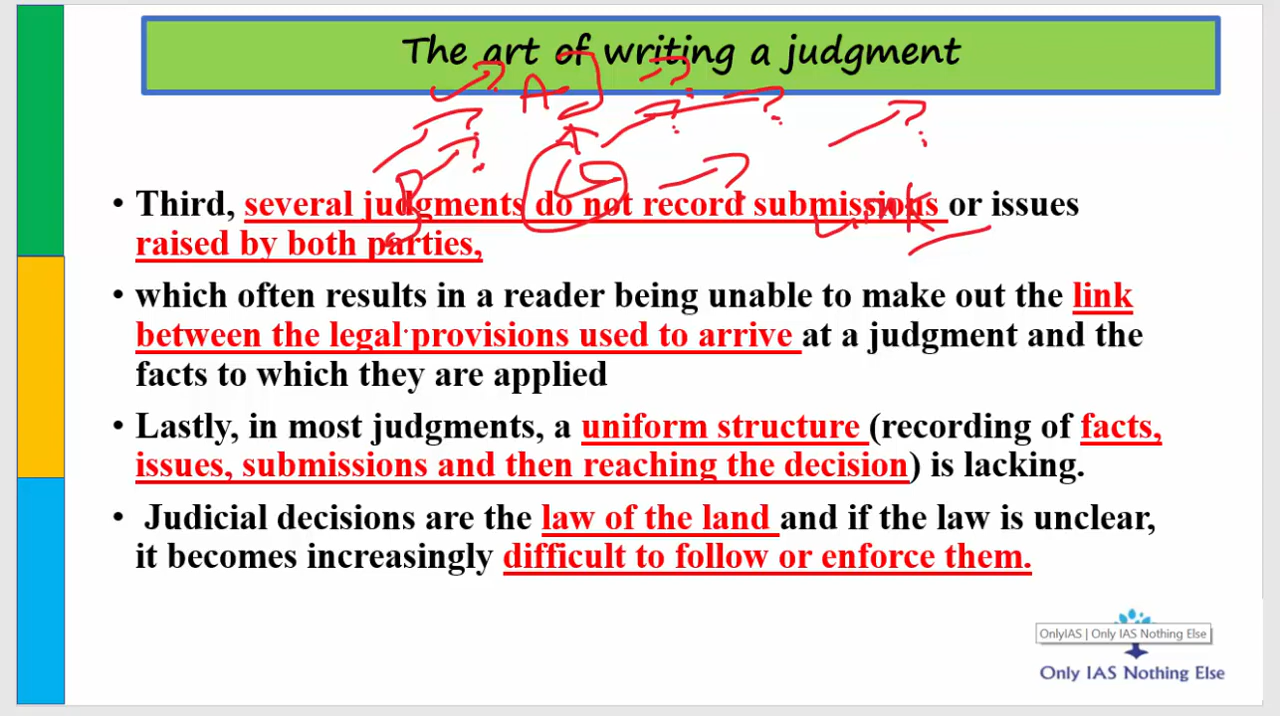 The art of writing a judgment
• Third, several judgments do not record submissions or issues
raised by both parties,
• which often results in a reader being unable to make out the link
between the legal provisions used to arrive at a judgment and the
facts to which they are applied
• Lastly, in most judgments, a uniform structure (recording of facts,
issues, submissions and then reaching the decision) is lacking.
• Judicial decisions are the law of the land and if the law is unclear,
it becomes increasingly difficult to follow or enforce them.
OnlyIAS | Only IAS Nothing Else
Only IAS Nothing Else